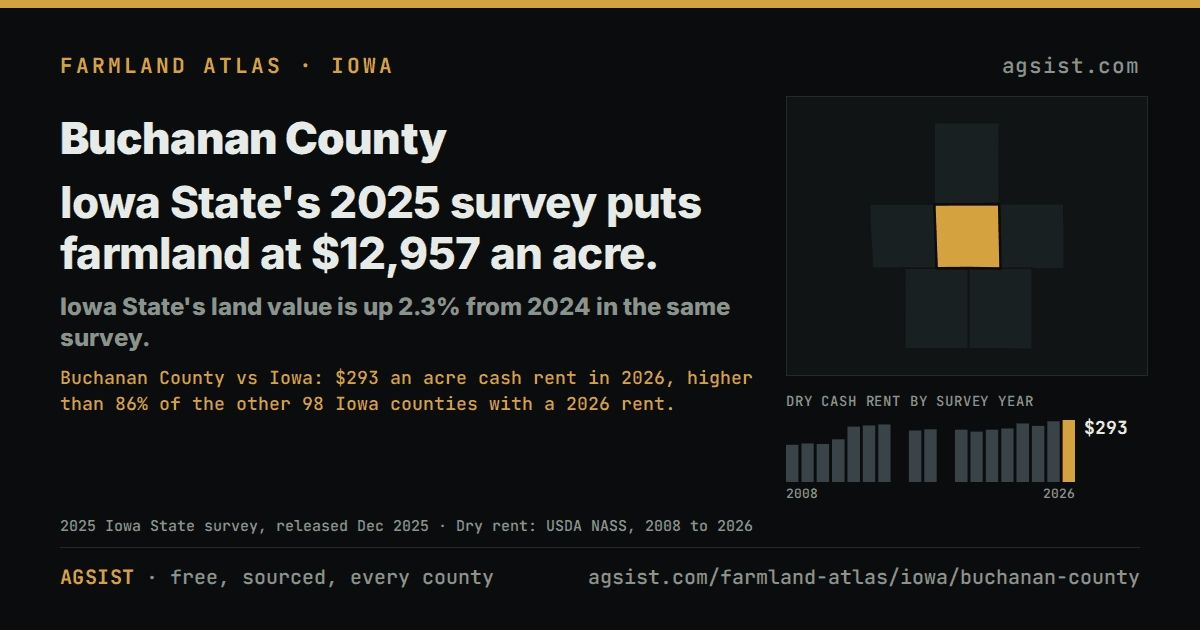 FARMLAND ATLAS · IOWA
agsist.com
Buchanan County
Iowa State's 2025 survey puts
farmland at $12,957 an acre.
Iowa State's land value is up 2.3% from 2024 in the same
survey.
Buchanan County vs Iowa: $293 an acre cash rent in 2026, higher
than 86% of the other 98 Iowa counties with a 2026 rent.
DRY CASH RENT BY SURVEY YEAR
$293
2008
2026
2025 Iowa State survey, released Dec 2025 · Dry rent: USDA NASS, 2008 to 2026
AGSIST · free, sourced, every county
agsist.com/farmland-atlas/iowa/buchanan-county